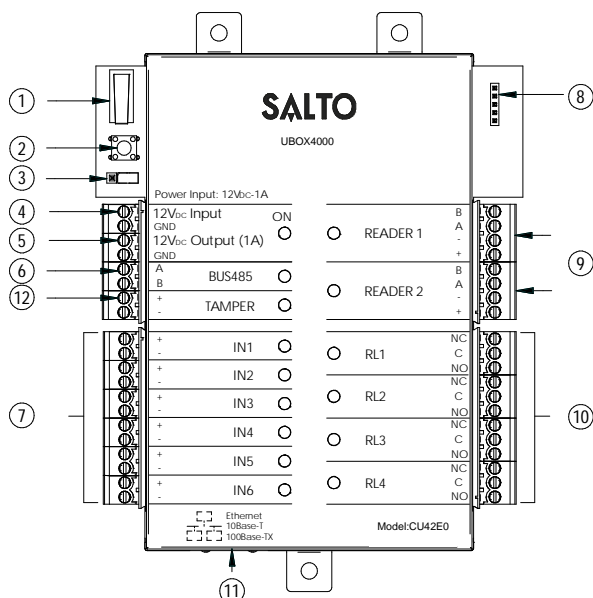 SALTO
UBOX4000
Power Input: 12VDC-1A
12VDC Input
GND
ON
12VDC Output (1A)
GND
A
B
BUS485
+
-
TAMPER
+
-
IN1
+
-
IN2
+
-
IN3
+
-
IN4
+
-
IN5
+
-
IN6
READER 1
B
A
-
+
READER 2
B
A
-
+
RL1
NC
C
NO
RL2
NC
C
NO
RL3
NC
C
NO
RL4
NC
C
NO
Ethernet
10Base-T
100Base-TX
Model:CU42E0
1
2
3
4
5
6
12
7
8
9
10
11